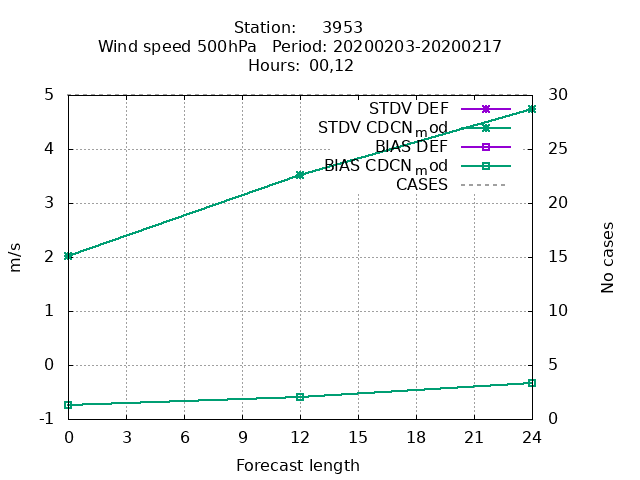 Station: 3953
Wind speed 500hPa Period: 20200203-20200217
Hours: 00,12
5 30
STDV DEF
STDV CDCNmod
4 25
BIAS DEF
BIAS CDCNmod
CASES
3 20
2 15
1 10
0 5
-1 0
0 3 6 9 12 15 18 21 24
m/s
No cases
Forecast length